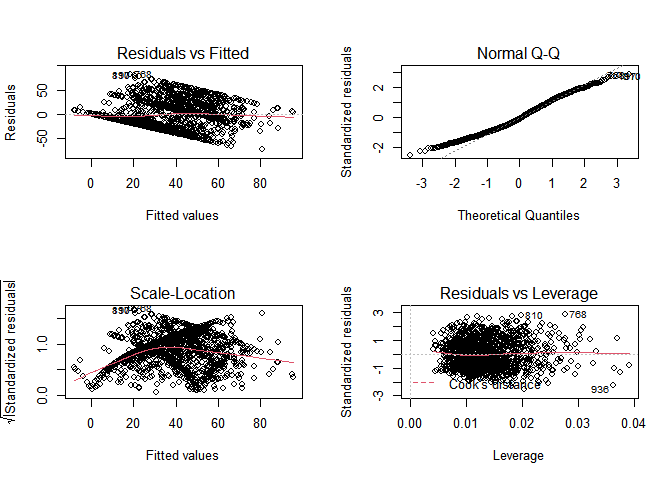 Residuals vs Fitted
Residuals
-50
0
50
0
20
40
60
80
Fitted values
Normal Q-Q
Standardized residuals
-2
0
2
-3
-2
-1
0
1
2
3
Theoretical Quantiles
Scale-Location
√|Standardized residuals|
0.0
1.0
0
20
40
60
80
Fitted values
Residuals vs Leverage
Standardized residuals
-3
-1
1
3
810
768
936
Cook's distance
0.00
0.01
0.02
0.03
0.04
Leverage